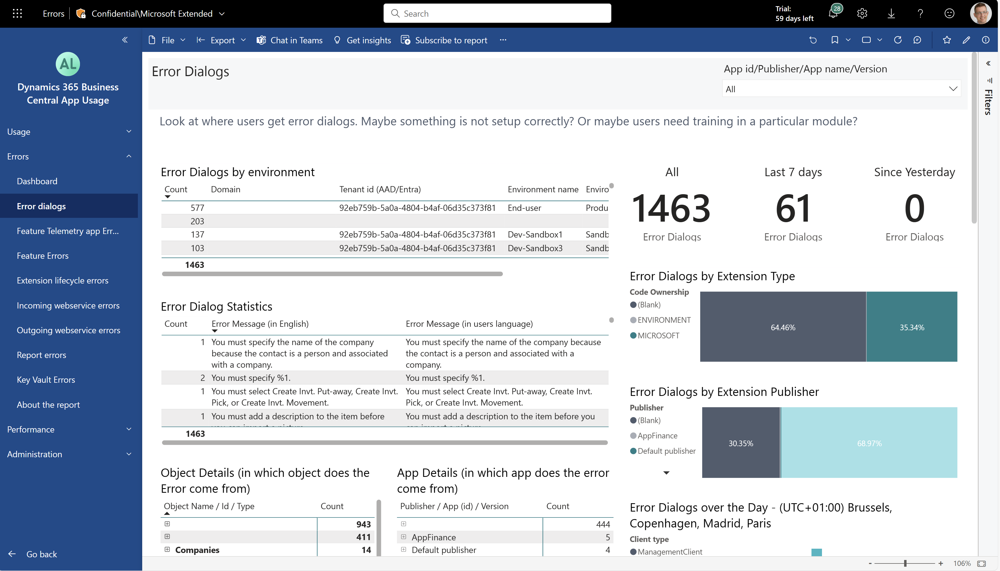 Errors
Confidential\Microsoft Extended
Search
Trial:
59 days left
28
File
Export
Chat in Teams
Get insights
Subscribe to report
AL
Dynamics 365 Business
Central App Usage
Usage
Errors
Dashboard
Error dialogs
Feature Telemetry app Err...
Feature Errors
Extension lifecycle errors
Incoming webservice errors
Outgoing webservice errors
Report errors
Key Vault Errors
About the report
Performance
Administration
Go back
Error Dialogs
App id/Publisher/App name/Version
All
Filters
Look at where users get error dialogs. Maybe something is not setup correctly? Or maybe users need training in a particular module?
Error Dialogs by environment
Count Domain Tenant id (AAD/Entra) Environment name Enviro
577 92eb759b-5a0a-4804-b4af-06d35c373f81 End-user Produ
203
137 92eb759b-5a0a-4804-b4af-06d35c373f81 Dev-Sandbox1 Sandb
103 92eb759b-5a0a-4804-b4af-06d35c373f81 Dev-Sandbox3 Sandb
1463
All Last 7 days Since Yesterday
1463 61 0
Error Dialogs Error Dialogs Error Dialogs
Error Dialog Statistics
Count Error Message (in English) Error Message (in users language)
1 You must specify the name of the company You must specify the name of the company because
because the contact is a person and associated the contact is a person and associated with a
with a company. company.
2 You must specify %1. You must specify %1.
1 You must select Create Invt. Put-away, Create Invt. You must select Create Invt. Put-away, Create Invt.
Pick, or Create Invt. Movement. Pick, or Create Invt. Movement.
1 You must add a description to the item before You must add a description to the item before you
1463
Error Dialogs by Extension Type
Code Ownership
(Blank)
ENVIRONMENT
MICROSOFT
64.46% 35.34%
Error Dialogs by Extension Publisher
Publisher
(Blank)
AppFinance
Default publisher
30.35% 68.97%
Object Details (in which object does the
Error come from)
Object Name / Id / Type Count
943
411
Companies 14
App Details (in which app does the error
come from)
Publisher / App (id) / Version Count
444
AppFinance 5
Default publisher 4
Error Dialogs over the Day - (UTC+01:00) Brussels,
Copenhagen, Madrid, Paris
Client type
ManagementClient
- + 106%